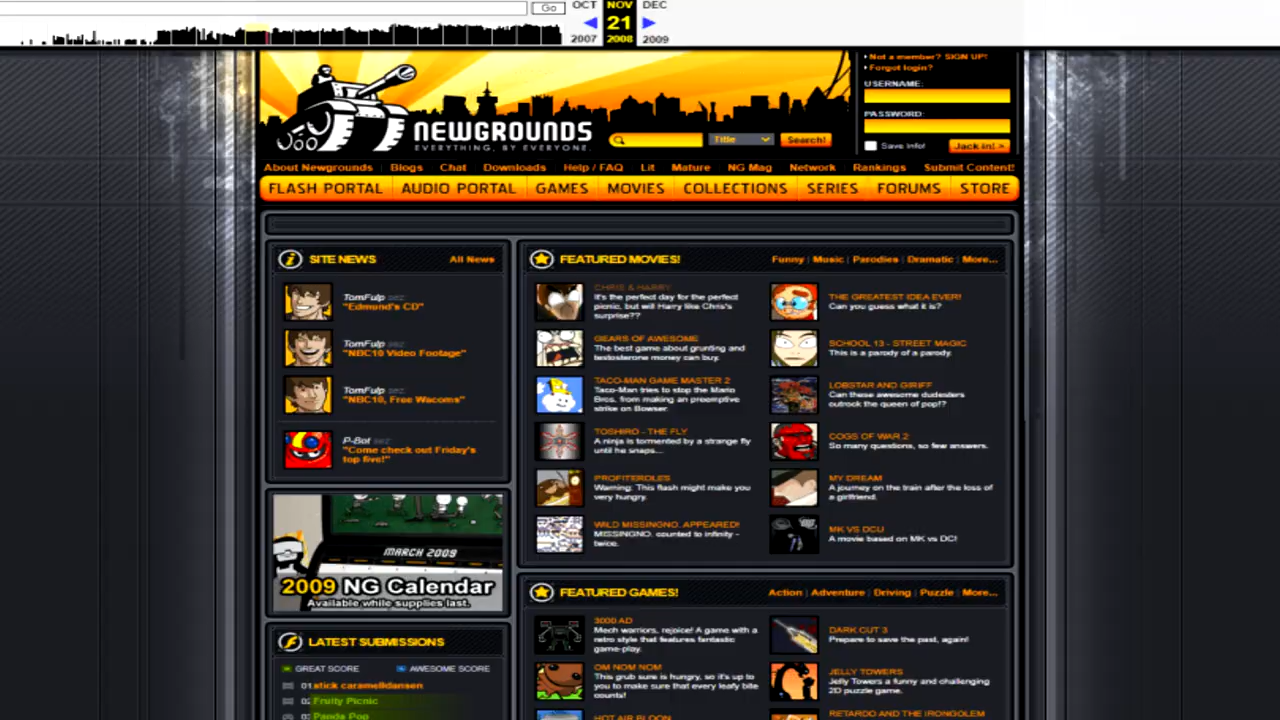 Go
OCT NOV DEC
21
2007 2008 2009
Not a member? SIGN UP!
Forgot login?
USERNAME:
PASSWORD:
Save Info!
Jack in! >
NEWGROUNDS
EVERYTHING, BY EVERYONE.
Title
Search!
About Newgrounds Blogs Chat Downloads Help / FAQ Lit Mature NG Mag Network Rankings Submit Content!
FLASH PORTAL AUDIO PORTAL GAMES MOVIES COLLECTIONS SERIES FORUMS STORE
SITE NEWS All News
TomFulp sez
"Edmund's CD"
TomFulp sez
"NBC10 Video Footage"
TomFulp sez
"NBC10, Free Wacoms"
P-Bot sez
"Come check out Friday's
top five!"
MARCH 2009
2009 NG Calendar
Available while supplies last.
LATEST SUBMISSIONS
GREAT SCORE AWESOME SCORE
01. stick caramelldansen
02 Fruity Picnic
03 Panda Pop
FEATURED MOVIES! Funny | Music | Parodies | Dramatic | More...
CHRIS & HARRY
It's the perfect day for the perfect
picnic, but will Harry like Chris's
surprise??
THE GREATEST IDEA EVER!
Can you guess what it is?
GEARS OF AWESOME
The best game about grunting and
testosterone money can buy.
SCHOOL 13 - STREET MAGIC
This is a parody of a parody.
TACO-MAN GAME MASTER 2
Taco-Man tries to stop the Mario
Bros. from making an preemptive
strike on Bowser.
LOBSTAR AND GIRIFF
Can these awesome dudesters
outrock the queen of pop!?
TOSHIRO - THE FLY
A ninja is tormented by a strange fly
until he snaps...
COGS OF WAR 2
So many questions, so few answers.
PROFITEROLES
Warning: This flash might make you
very hungry.
MY DREAM
A journey on the train after the loss of
a girlfriend.
WILD MISSINGNO. APPEARED!
MISSINGNO. counted to infinity -
twice.
MK VS DCU
A movie based on MK vs DC!
FEATURED GAMES! Action | Adventure | Driving | Puzzle | More...
3000 AD
Mech warriors, rejoice! A game with a
retro style that features fantastic
game-play.
DARK CUT 3
Prepare to save the past, again!
OM NOM NOM
This grub sure is hungry, so it's up to
you to make sure that every leafy bite
counts!
JELLY TOWERS
Jelly Towers a funny and challenging
2D puzzle game.
HOT AIR BLOON
RETARDO AND THE IRONGOLEM